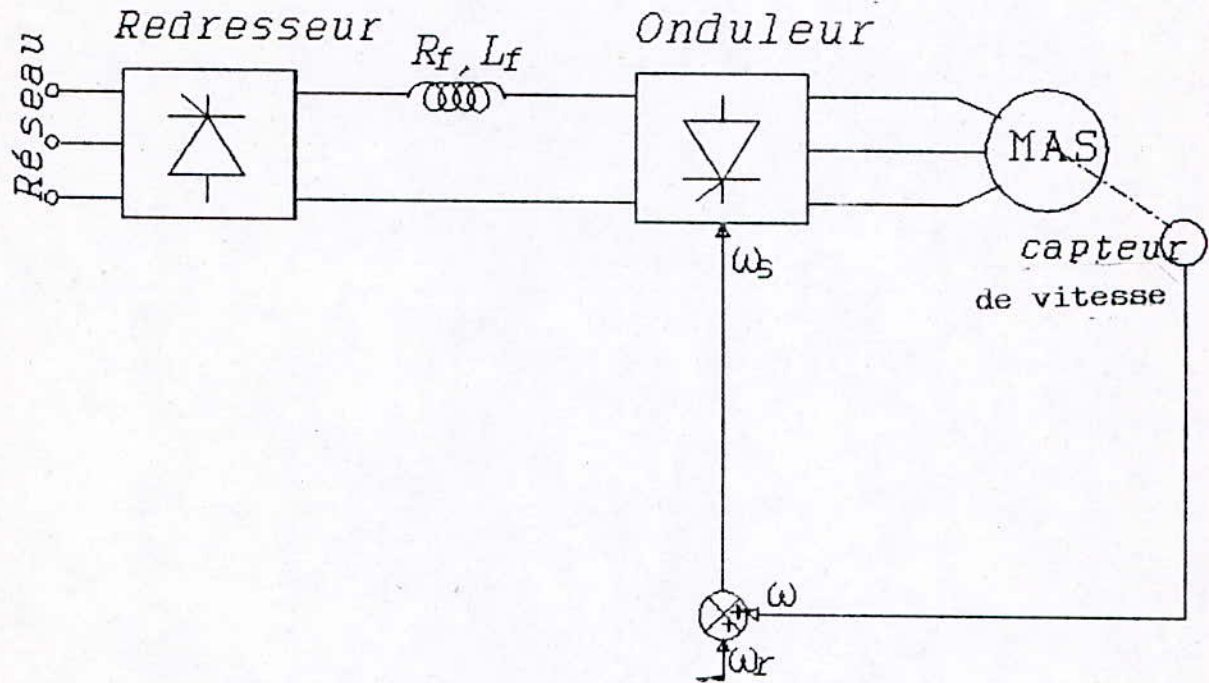 Redresseur
Onduleur
Réseau
Rf, Lf
MAS
capteur
de vitesse
ωs
ω
ωr
+
+